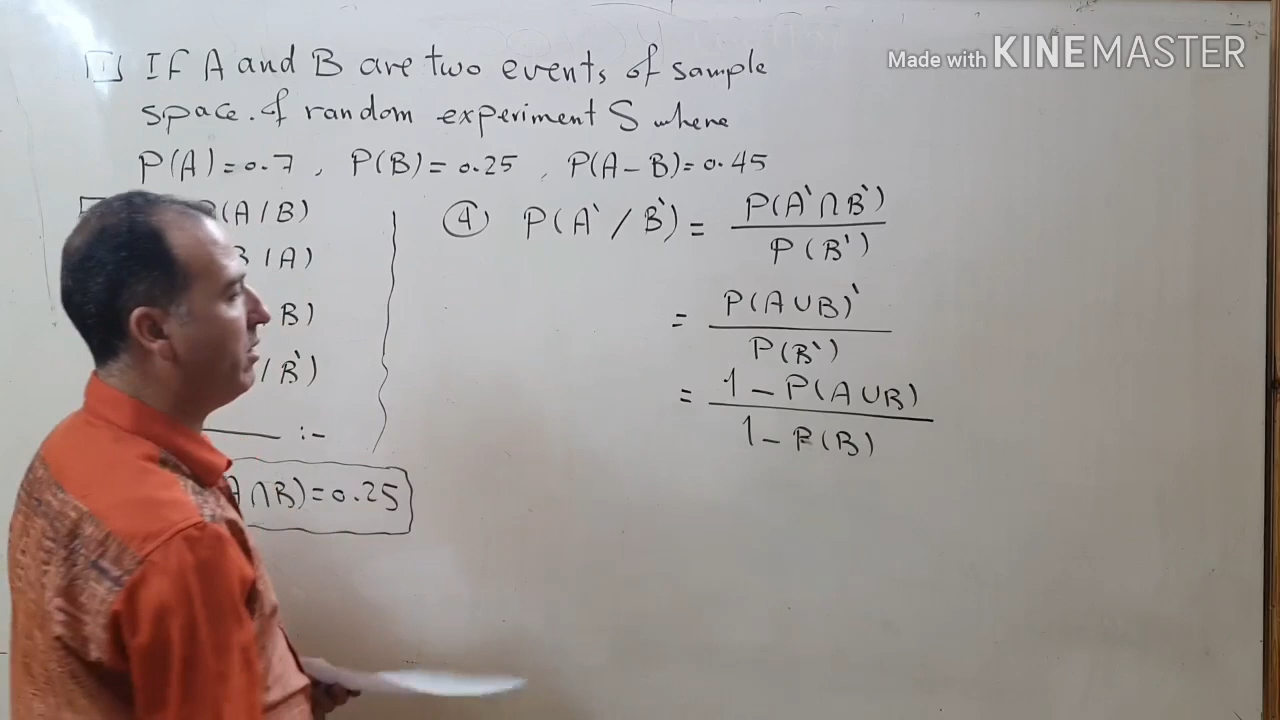 Made with KINEMASTER
1 If A and B are two events of sample
space of random experiment S where
P(A) = 0.7 , P(B) = 0.25 , P(A - B) = 0.45
(A / B)
/ A)
B)
/ B`)
:-
∩ B) = 0.25
④ P(A` / B`) = P(A` ∩ B`)
P(B`)
= P(A ∪ B)`
P(B`)
= 1 - P(A ∪ B)
1 - P(B)